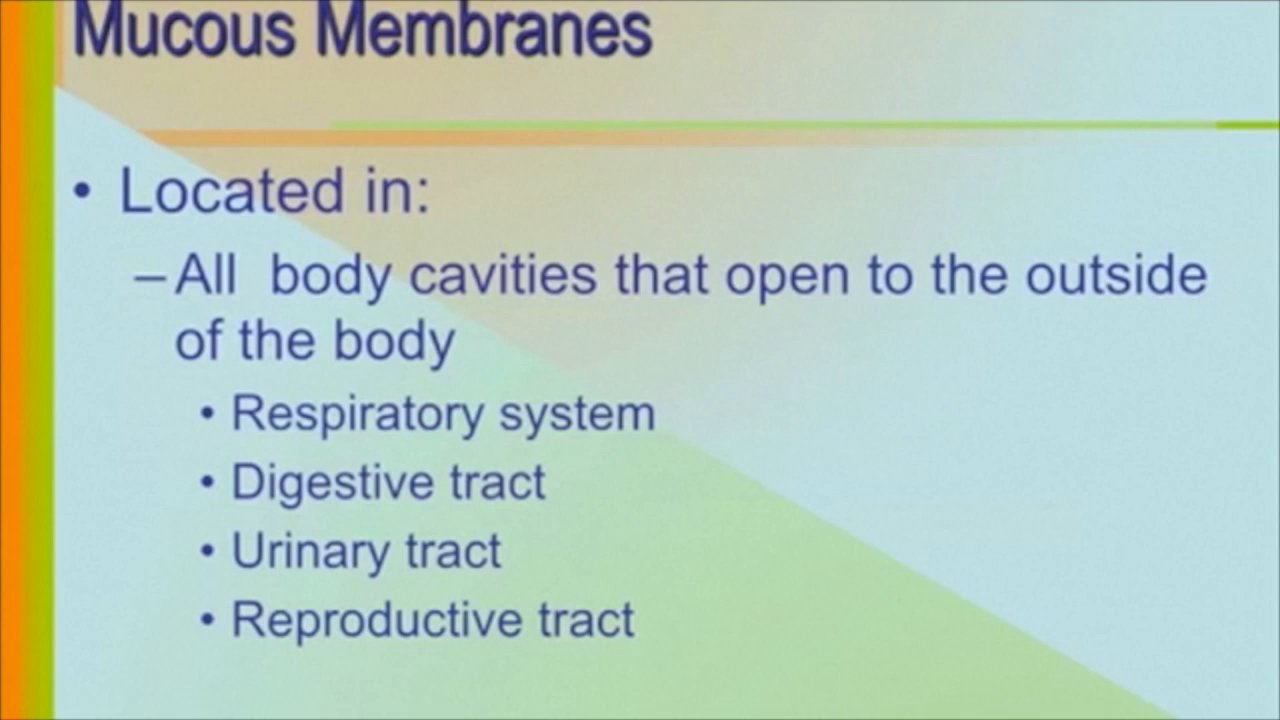 Mucous Membranes
• Located in:
– All  body cavities that open to the outside
of the body
• Respiratory system
• Digestive tract
• Urinary tract
• Reproductive tract